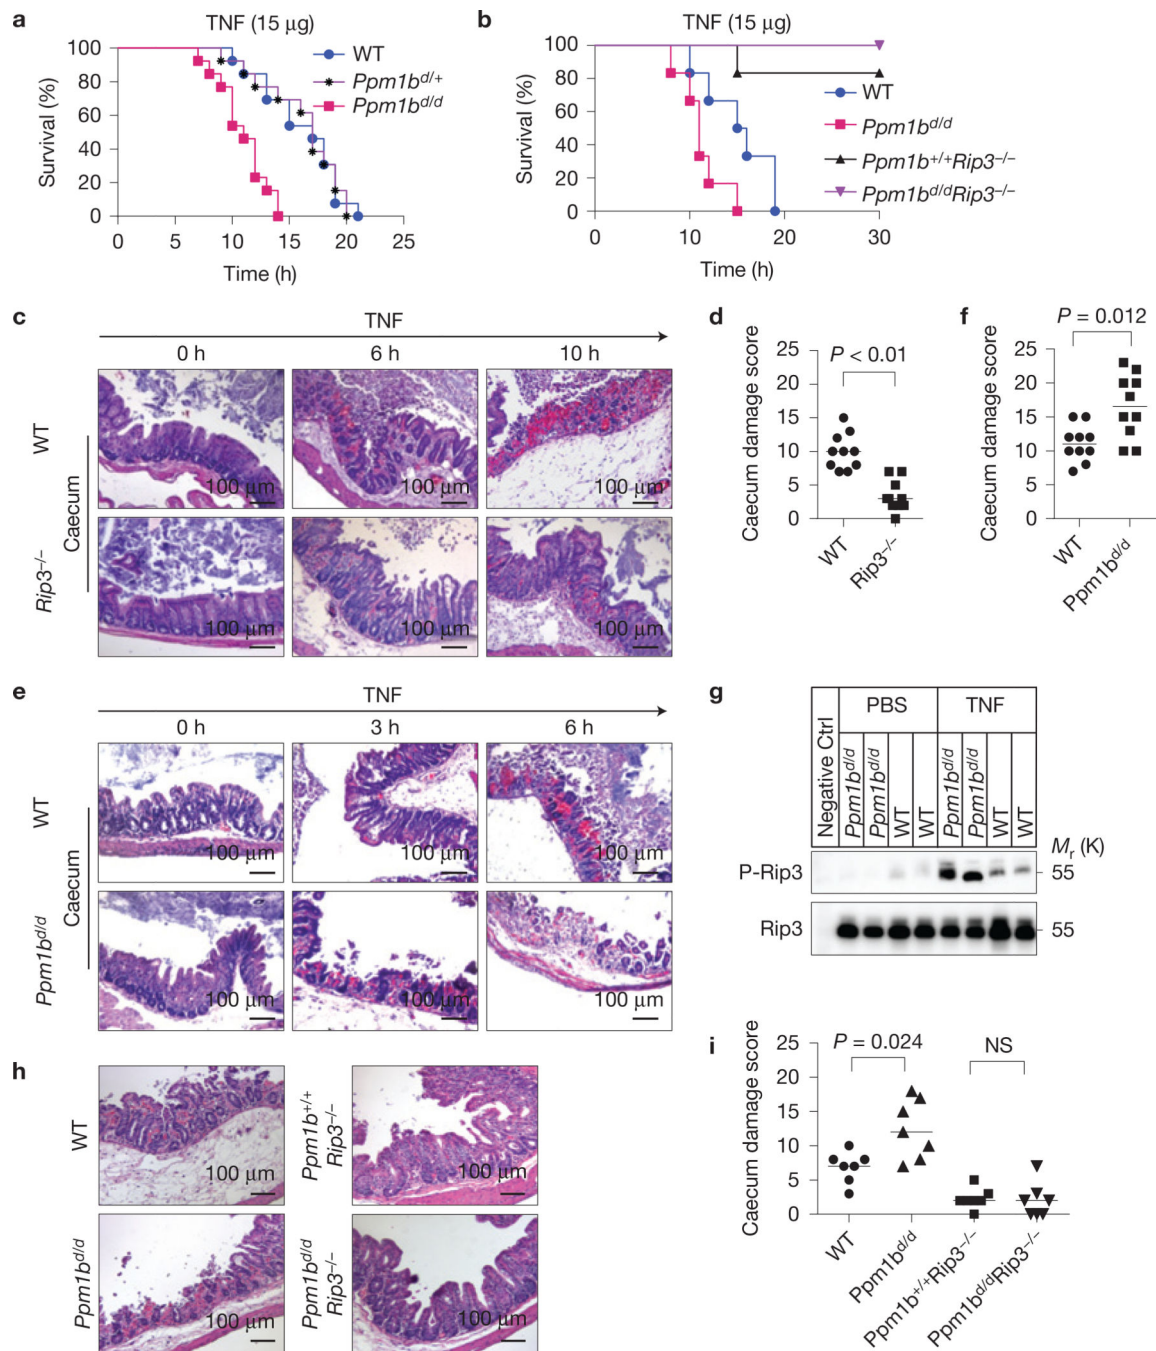 a
TNF (15 µg)
Survival (%)
100
80
60
40
20
0
0 5 10 15 20 25
Time (h)
WT
Ppm1b^d/+
Ppm1b^d/d
b
TNF (15 µg)
Survival (%)
100
80
60
40
20
0
0 10 20 30
Time (h)
WT
Ppm1b^d/d
Ppm1b^+/+Rip3^–/–
Ppm1b^d/dRip3^–/–
c
TNF
0 h 6 h 10 h
Caecum
WT
100 µm 100 µm 100 µm
Rip3^–/–
100 µm 100 µm 100 µm
d
P < 0.01
Caecum damage score
25
20
15
10
5
0
WT
Rip3^–/–
f
P = 0.012
Caecum damage score
25
20
15
10
5
0
WT
Ppm1b^d/d
e
TNF
0 h 3 h 6 h
Caecum
WT
100 µm 100 µm 100 µm
Ppm1b^d/d
100 µm 100 µm 100 µm
g
Negative Ctrl
PBS TNF
Ppm1b^d/d Ppm1b^d/d WT WT Ppm1b^d/d Ppm1b^d/d WT WT
Mr (K)
P-Rip3 55
Rip3 55
h
WT
100 µm
Ppm1b^+/+
Rip3^–/–
100 µm
Ppm1b^d/d
100 µm
Ppm1b^d/d
Rip3^–/–
100 µm
i
P = 0.024 NS
Caecum damage score
25
20
15
10
5
0
WT
Ppm1b^d/d
Ppm1b^+/+Rip3^–/–
Ppm1b^d/dRip3^–/–